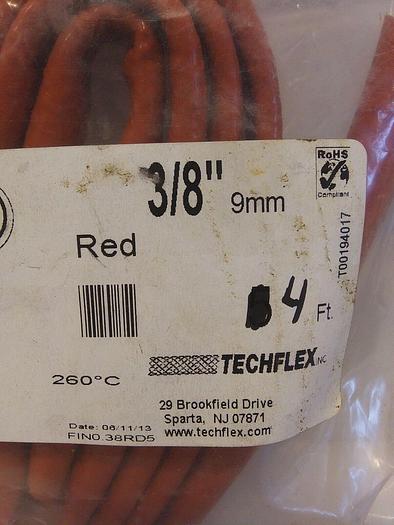 3/8" 9mm
RoHS
Compliant
Red
T00194017
4 Ft.
TECHFLEX INC
260°C
29 Brookfield Drive
Sparta, NJ 07871
www.techflex.com
Date: 06/11/13
FIN0.38RD5